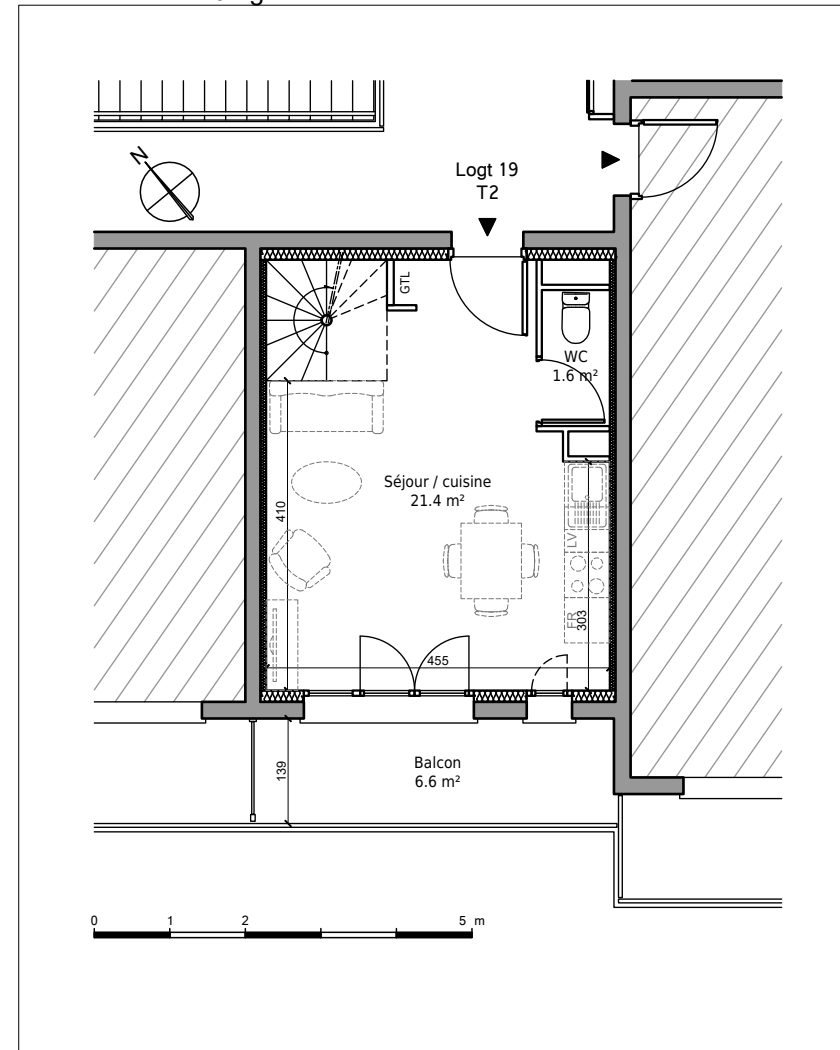 N
Logt 19
T2
GTL
WC
1.6 m²
Séjour / cuisine
21.4 m²
410
LV
FR
303
455
Balcon
6.6 m²
139
0 1 2 5 m